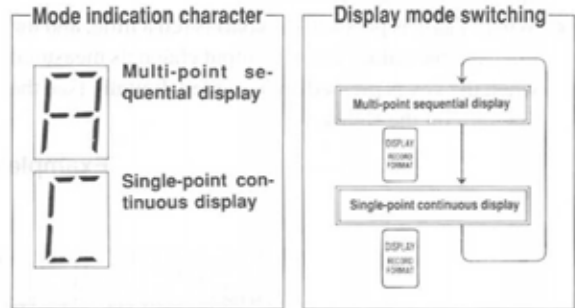 Mode indication character
A
Multi-point se-
quential display
C
Single-point con-
tinuous display
Display mode switching
Multi-point sequential display
DISPLAY
RECORD
FORMAT
Single-point continuous display
DISPLAY
RECORD
FORMAT